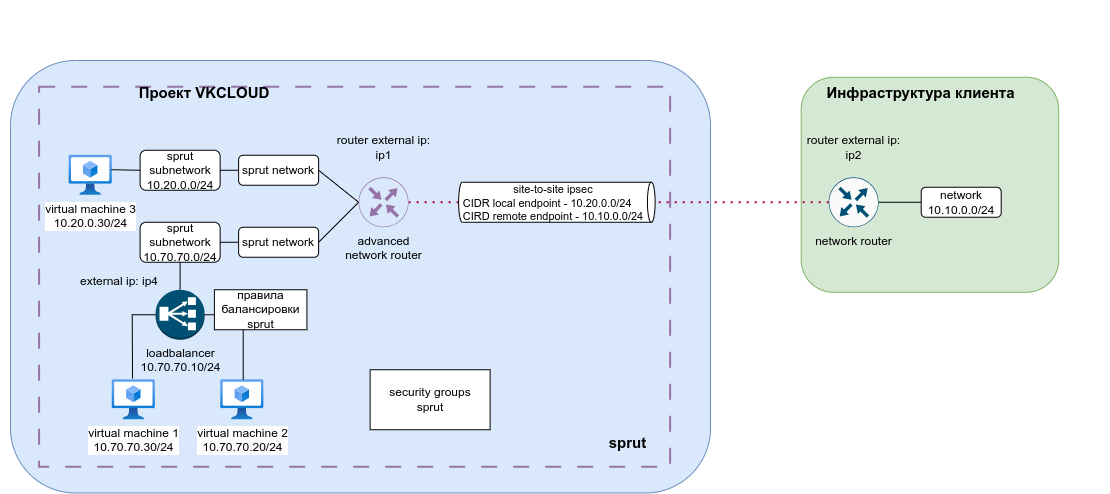 Проект VKCLOUD
Инфраструктура клиента
router external ip:
ip1
router external ip:
ip2
sprut
subnetwork
10.20.0.0/24
sprut network
virtual machine 3
10.20.0.30/24
site-to-site ipsec
CIDR local endpoint - 10.20.0.0/24
CIRD remote endpoint - 10.10.0.0/24
network
10.10.0.0/24
sprut
subnetwork
10.70.70.0/24
sprut network
advanced
network router
network router
external ip: ip4
правила
балансировки
sprut
loadbalancer
10.70.70.10/24
virtual machine 1
10.70.70.30/24
virtual machine 2
10.70.70.20/24
security groups
sprut
sprut